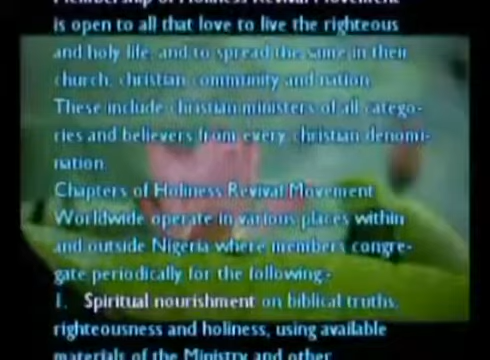 Membership of Holiness Revival Movement
is open to all that love to live the righteous
and holy life, and to spread the same in their
church, christian community and nation.
These include christian ministers of all catego-
ries and believers from every christian denomi-
nation.
Chapters of Holiness Revival Movement
Worldwide operate in various places within
and outside Nigeria where members congre-
gate periodically for the following:-
1. Spiritual nourishment on biblical truths,
righteousness and holiness, using available
materials of the Ministry and other